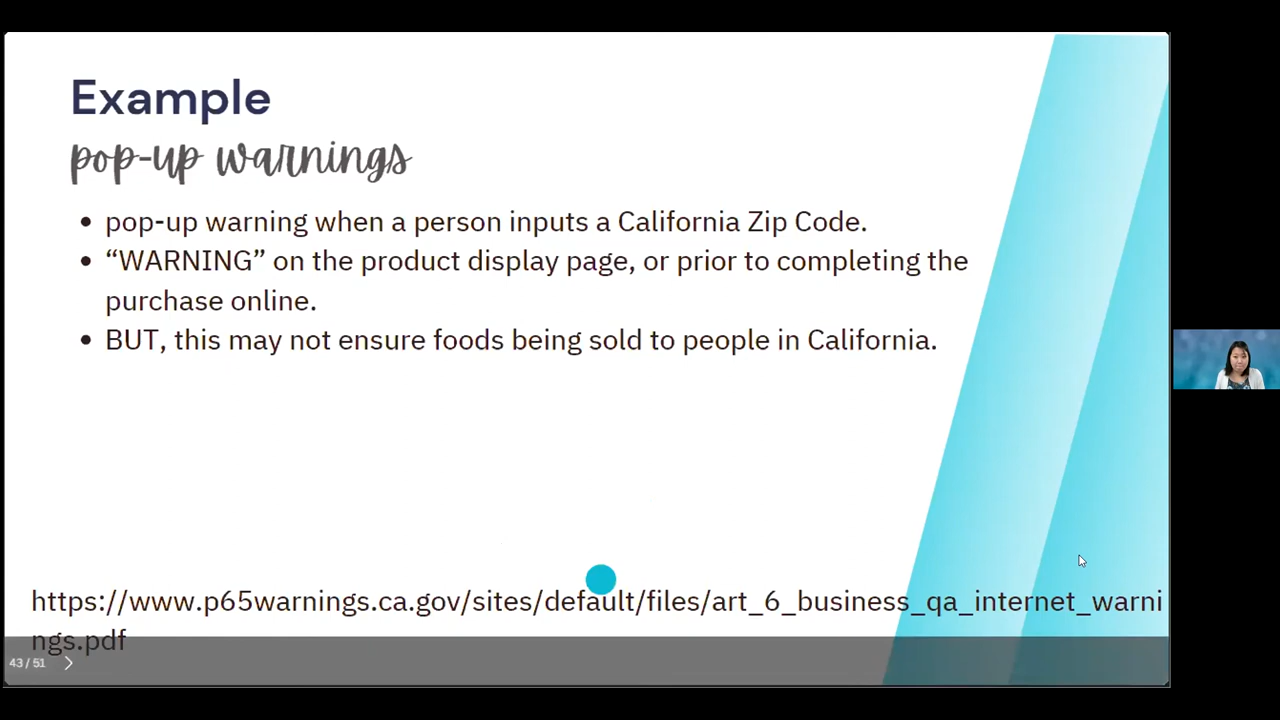 Example
pop-up warnings
• pop-up warning when a person inputs a California Zip Code.
• “WARNING” on the product display page, or prior to completing the
purchase online.
• BUT, this may not ensure foods being sold to people in California.
https://www.p65warnings.ca.gov/sites/default/files/art_6_business_qa_internet_warni
ngs.pdf
43 / 51